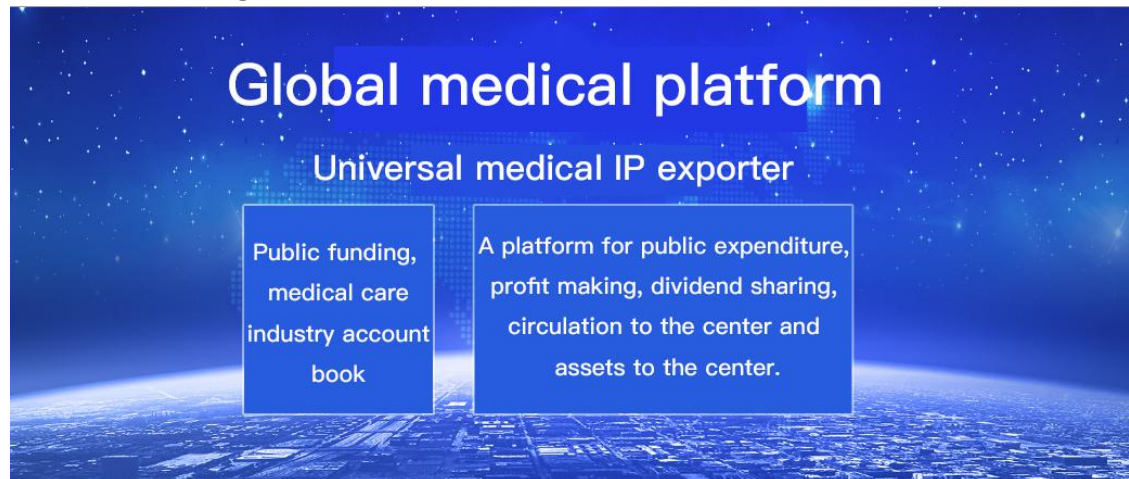 Global medical platform
Universal medical IP exporter
Public funding,
medical care
industry account
book
A platform for public expenditure,
profit making, dividend sharing,
circulation to the center and
assets to the center.